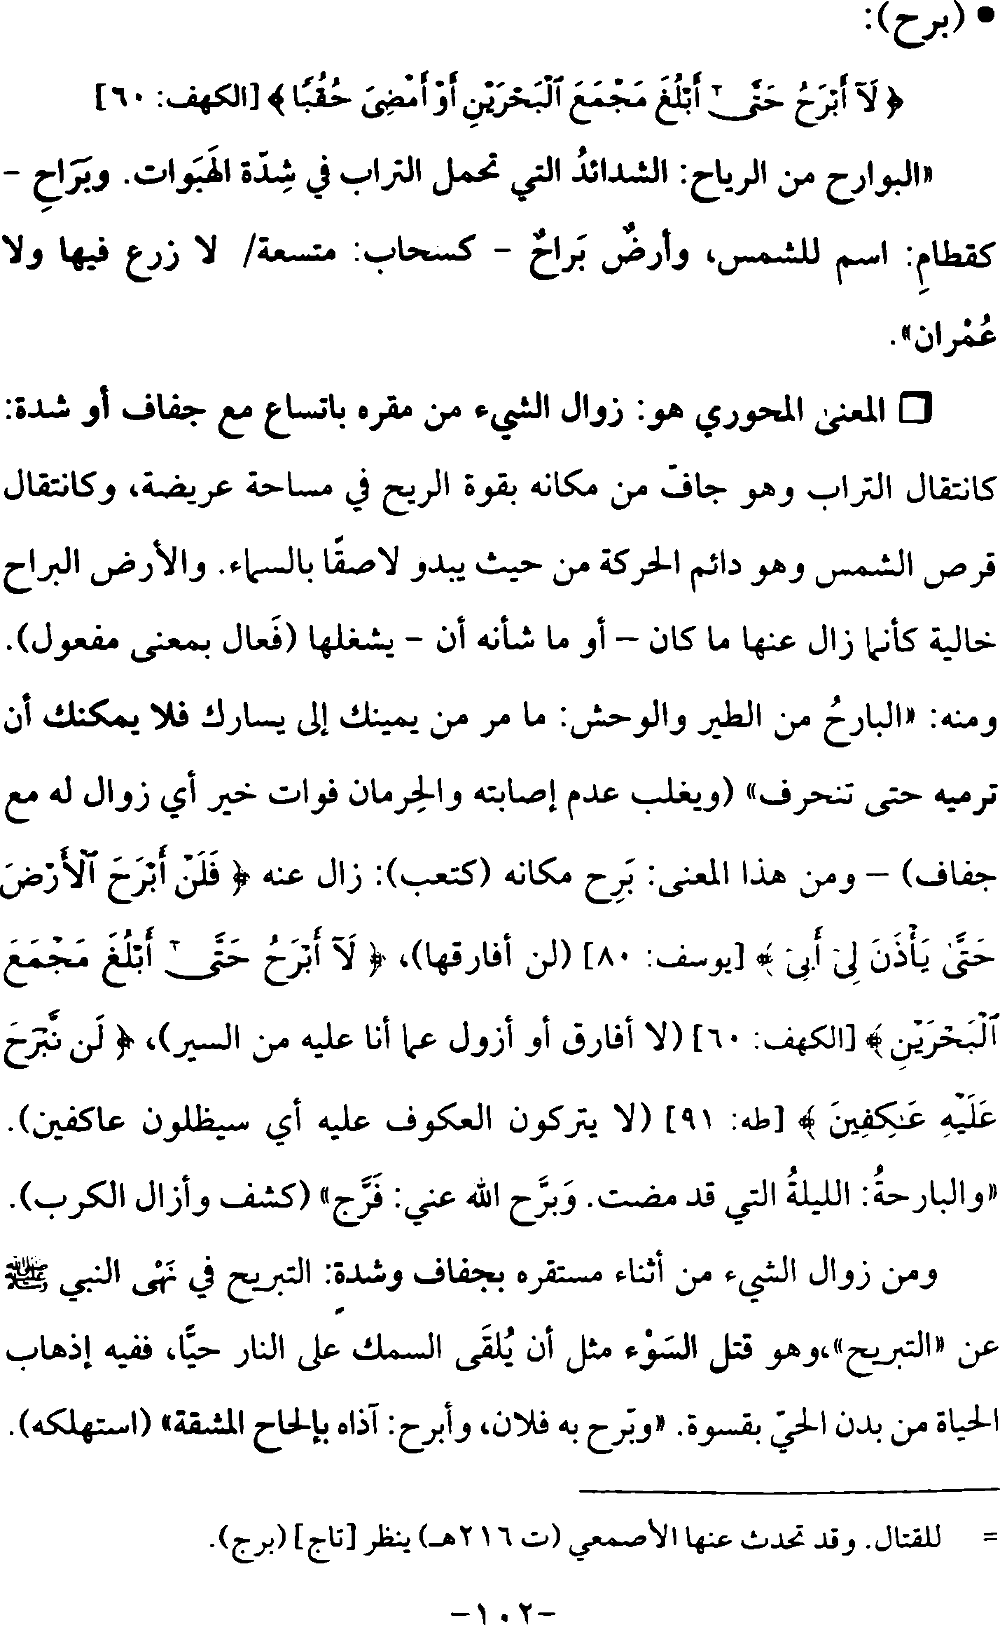 • (برح):
﴿ لَآ أَبْرَحُ حَتَّىٰٓ أَبْلُغَ مَجْمَعَ ٱلْبَحْرَيْنِ أَوْ أَمْضِىَ حُقُبًا ﴾ [الكهف: ٦٠]
«البوارح من الرياح: الشدائدُ التي تحمل التراب في شِدّة الهَبَوات. وبَرَاحِ –
كقطامِ: اسم للشمس، وأرضٌ بَراحٌ – كسحاب: متسعة/ لا زرع فيها ولا
عُمْران».
❒ المعنىٰ المحوري هو: زوال الشيء من مقره باتساع مع جفاف أو شدة:
كانتقال التراب وهو جافّ من مكانه بقوة الريح في مساحة عريضة، وكانتقال
قرص الشمس وهو دائم الحركة من حيث يبدو لاصقًا بالسماء. والأرض البراح
خالية كأنما زال عنها ما كان – أو ما شأنه أن – يشغلها (فَعال بمعنى مفعول).
ومنه: «البارحُ من الطير والوحش: ما مر من يمينك إلى يسارك فلا يمكنك أن
ترميه حتى تنحرف» (ويغلب عدم إصابته والحِرمان فوات خير أي زوال له مع
جفاف) – ومن هذا المعنى: بَرِح مكانه (كتعب): زال عنه ﴿ فَلَنْ أَبْرَحَ ٱلْأَرْضَ
حَتَّىٰ يَأْذَنَ لِىٓ أَبِىٓ ﴾ [يوسف: ٨٠] (لن أفارقها)، ﴿ لَآ أَبْرَحُ حَتَّىٰٓ أَبْلُغَ مَجْمَعَ
ٱلْبَحْرَيْنِ ﴾ [الكهف: ٦٠] (لا أفارق أو أزول عما أنا عليه من السير)، ﴿ لَن نَّبْرَحَ
عَلَيْهِ عَـٰكِفِينَ ﴾ [طه: ٩١] (لا يتركون العكوف عليه أي سيظلون عاكفين).
«والبارحةُ: الليلةُ التي قد مضت. وَبرَّح الله عني: فَرَّج» (كشف وأزال الكرب).
ومن زوال الشيء من أثناء مستقره بجفاف وشدةٍ: التبريح في نَهْى النبي ﷺ
عن «التبريح»، وهو قتل السَوْء مثل أن يُلقَى السمك على النار حيًّا، ففيه إذهاب
الحياة من بدن الحيّ بقسوة. «وبّرح به فلان، وأبرح: آذاه بإلحاح المشقة» (استهلكه).
= للقتال. وقد تحدث عنها الأصمعي (ت ٢١٦هـ) ينظر [تاج] (برج).
–١٠٢–